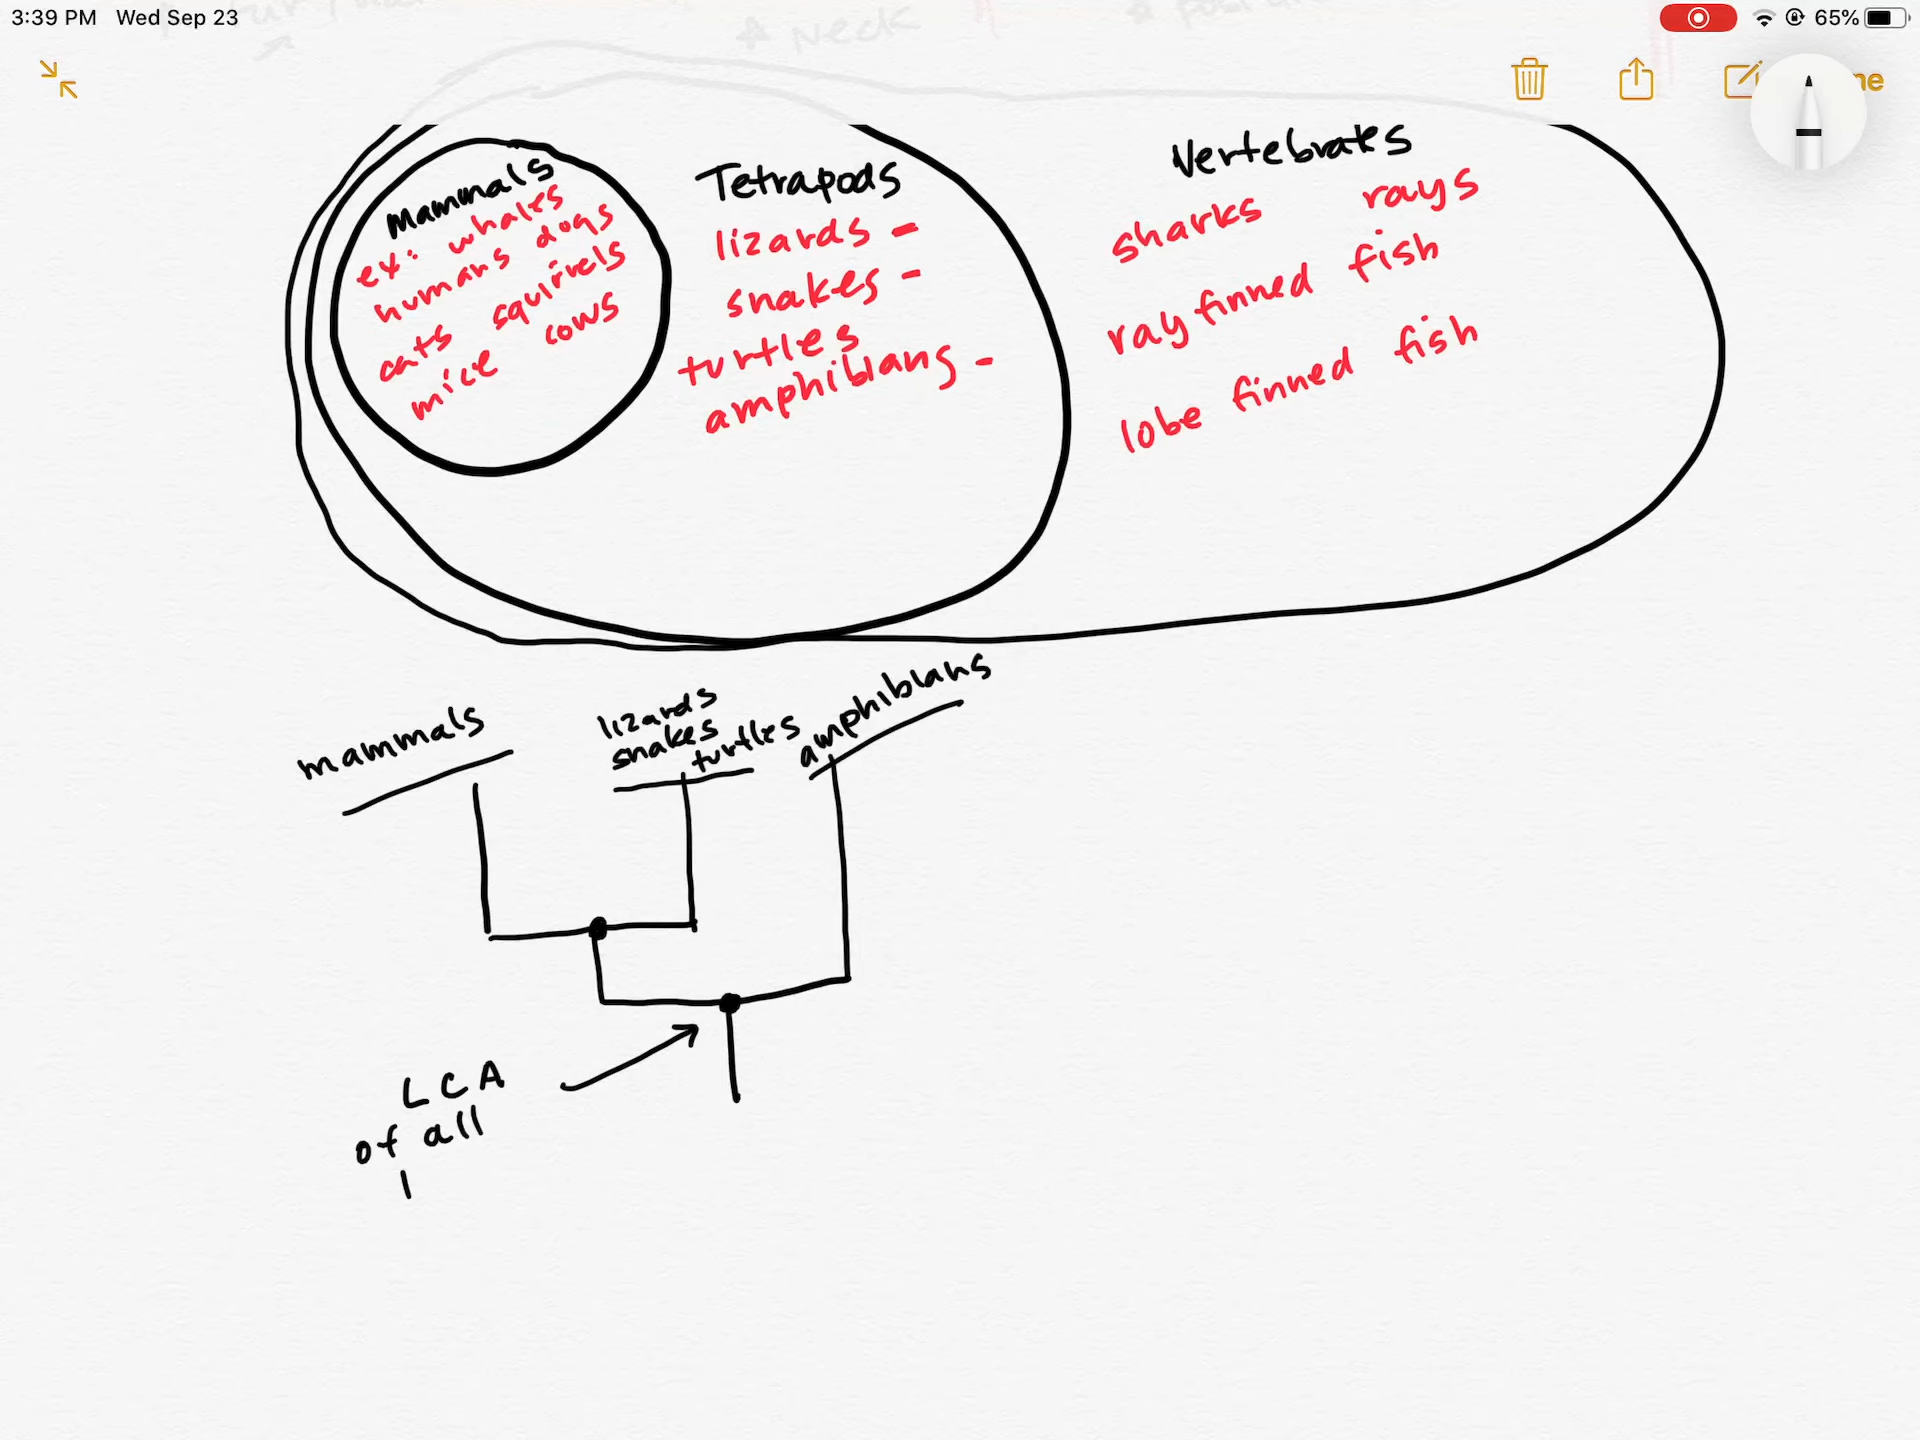 3:39 PM Wed Sep 23
65%
Neck
Mammals
ex: whales
humans dogs
cats squirrels
mice cows
Tetrapods
lizards -
snakes -
turtles
amphibians -
Vertebrates
sharks rays
ray finned fish
lobe finned fish
mammals
lizards
snakes
turtles
amphibians
LCA
of all